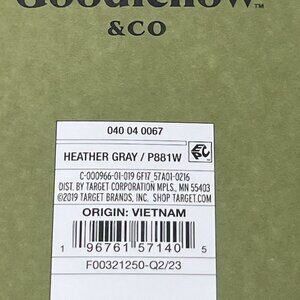 Goodfellow™
&CO
040 04 0067
HEATHER GRAY / P881W
C-000966-01-019 GF17 57A01-0216
DIST. BY TARGET CORPORATION MPLS, MN 55403
©2019 TARGET BRANDS, INC. SHOP TARGET.COM
ORIGIN: VIETNAM
1 96761 57140 5
F00321250-Q2/23